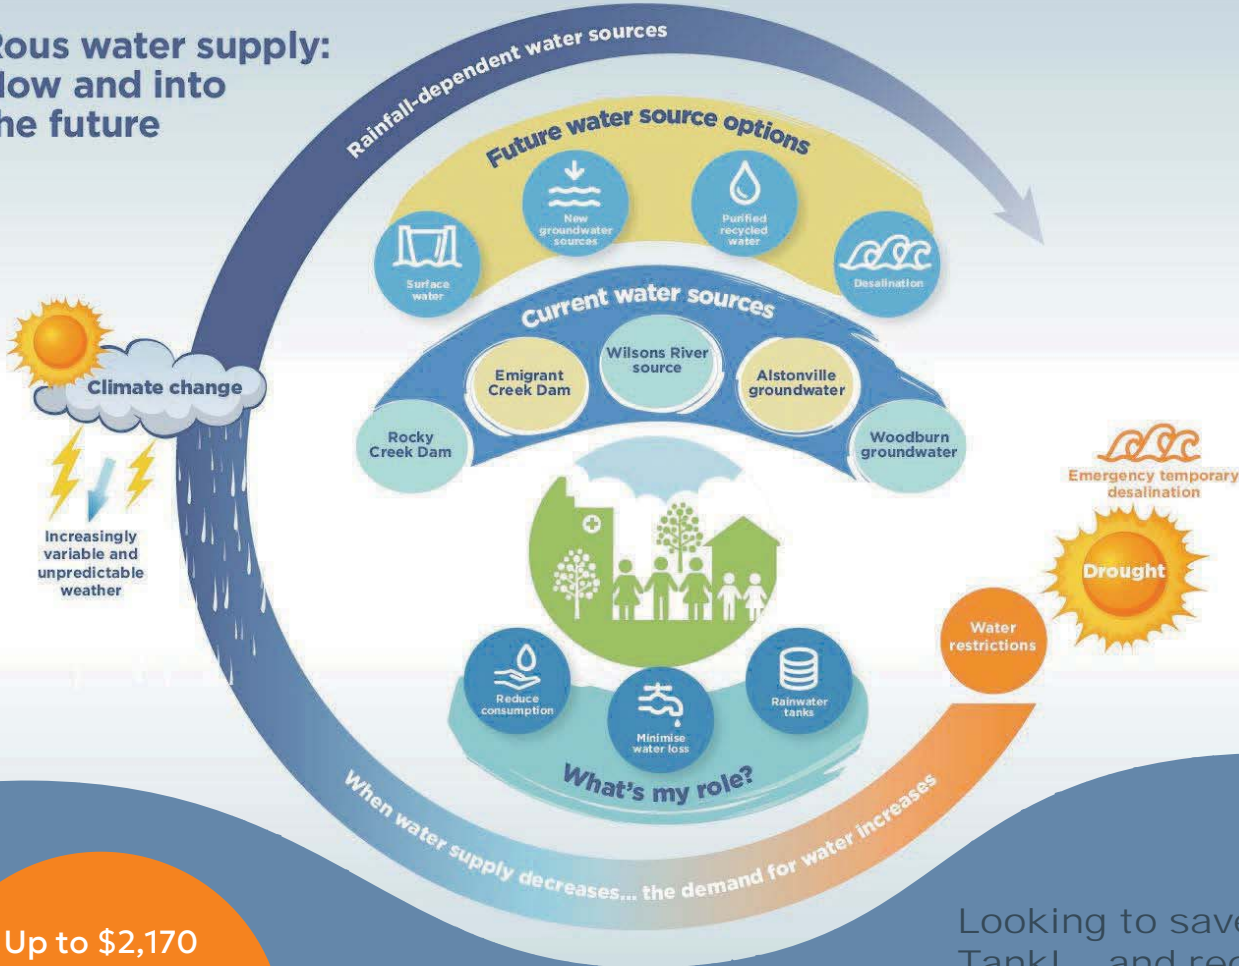 Rous water supply:
Now and into
the future
Rainfall-dependent water sources
Future water source options
Surface
water
New
groundwater
sources
Purified
recycled
water
Desalination
Current water sources
Rocky
Creek Dam
Emigrant
Creek Dam
Wilsons River
source
Alstonville
groundwater
Woodburn
groundwater
Climate change
Increasingly
variable and
unpredictable
weather
Emergency temporary
desalination
Drought
Water
restrictions
Reduce
consumption
Minimise
water loss
Rainwater
tanks
What's my role?
When water supply decreases... the demand for water increases
Up to $2,170
Looking to save